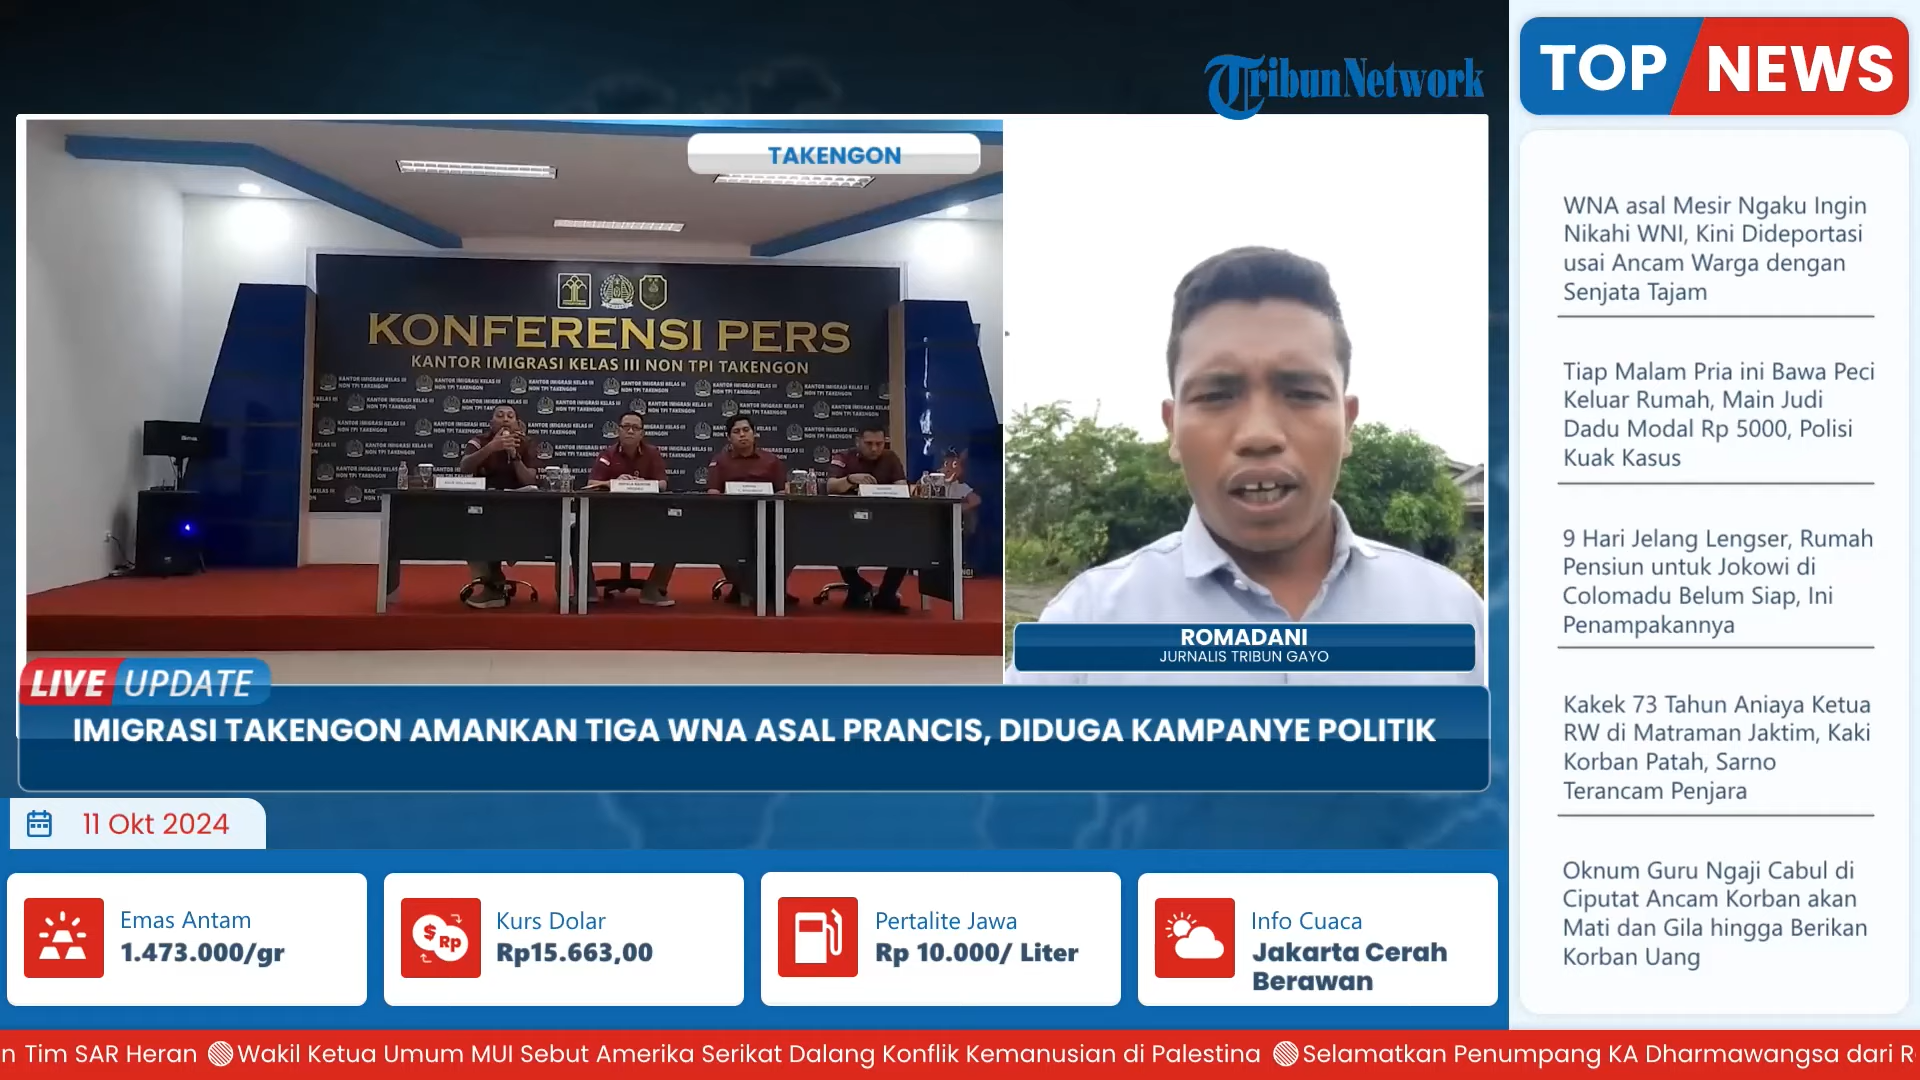 TribunNetwork
TAKENGON
KONFERENSI PERS
KANTOR IMIGRASI KELAS III NON TPI TAKENGON
KANTOR IMIGRASI KELAS III
NON TPI TAKENGON
ROMADANI
JURNALIS TRIBUN GAYO
LIVE UPDATE
IMIGRASI TAKENGON AMANKAN TIGA WNA ASAL PRANCIS, DIDUGA KAMPANYE POLITIK
11 Okt 2024
Emas Antam
1.473.000/gr
Kurs Dolar
Rp15.663,00
Pertalite Jawa
Rp 10.000/ Liter
Info Cuaca
Jakarta Cerah
Berawan
TOP NEWS
WNA asal Mesir Ngaku Ingin
Nikahi WNI, Kini Dideportasi
usai Ancam Warga dengan
Senjata Tajam
Tiap Malam Pria ini Bawa Peci
Keluar Rumah, Main Judi
Dadu Modal Rp 5000, Polisi
Kuak Kasus
9 Hari Jelang Lengser, Rumah
Pensiun untuk Jokowi di
Colomadu Belum Siap, Ini
Penampakannya
Kakek 73 Tahun Aniaya Ketua
RW di Matraman Jaktim, Kaki
Korban Patah, Sarno
Terancam Penjara
Oknum Guru Ngaji Cabul di
Ciputat Ancam Korban akan
Mati dan Gila hingga Berikan
Korban Uang
n Tim SAR Heran Wakil Ketua Umum MUI Sebut Amerika Serikat Dalang Konflik Kemanusian di Palestina Selamatkan Penumpang KA Dharmawangsa dari R